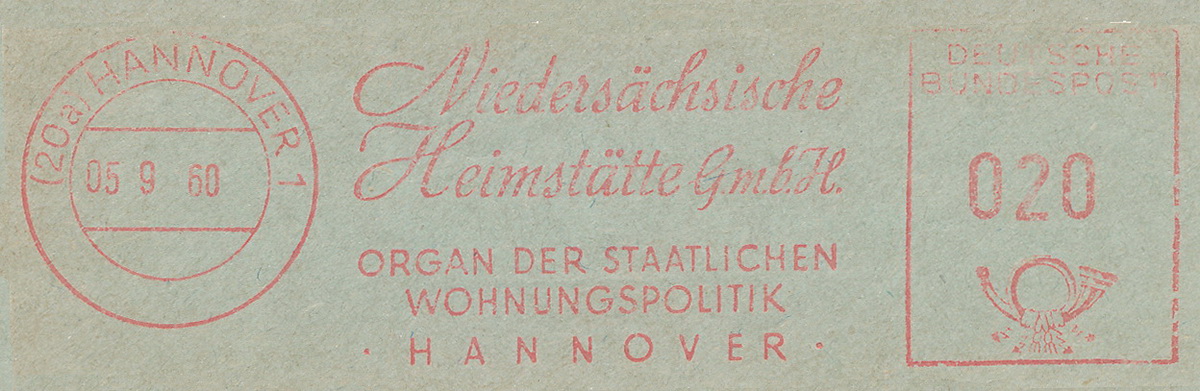 (20a) HANNOVER 1
05 9 60
Niedersächsische
Heimstätte G.m.b.H.
ORGAN DER STAATLICHEN
WOHNUNGSPOLITIK
· HANNOVER ·
DEUTSCHE
BUNDESPOST
020